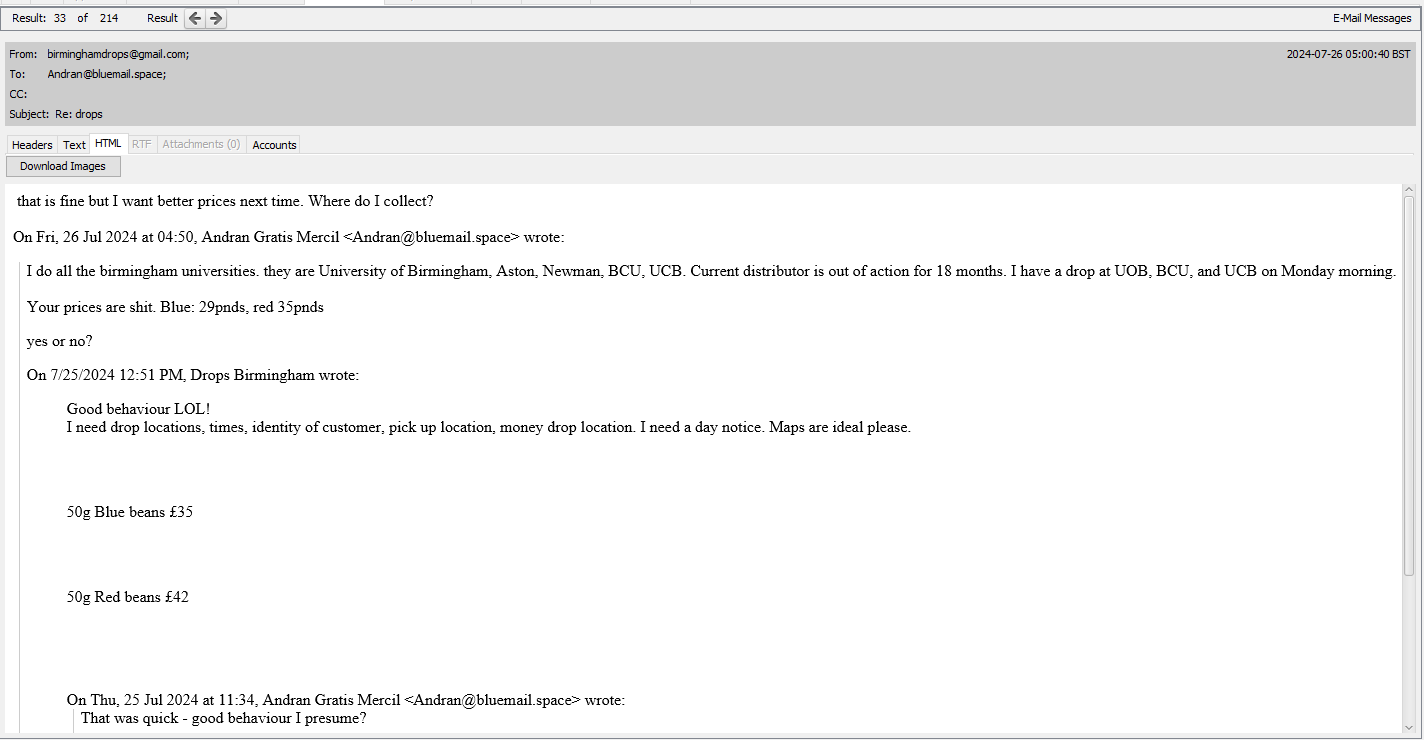 Result: 33 of 214 Result
E-Mail Messages
From: birminghamdrops@gmail.com;
2024-07-26 05:00:40 BST
To: Andran@bluemail.space;
CC:
Subject: Re: drops
Headers Text HTML RTF Attachments (0) Accounts
Download Images
that is fine but I want better prices next time. Where do I collect?
On Fri, 26 Jul 2024 at 04:50, Andran Gratis Mercil <Andran@bluemail.space> wrote:
I do all the birmingham universities. they are University of Birmingham, Aston, Newman, BCU, UCB. Current distributor is out of action for 18 months. I have a drop at UOB, BCU, and UCB on Monday morning.
Your prices are shit. Blue: 29pnds, red 35pnds
yes or no?
On 7/25/2024 12:51 PM, Drops Birmingham wrote:
Good behaviour LOL!
I need drop locations, times, identity of customer, pick up location, money drop location. I need a day notice. Maps are ideal please.
50g Blue beans £35
50g Red beans £42
On Thu, 25 Jul 2024 at 11:34, Andran Gratis Mercil <Andran@bluemail.space> wrote:
That was quick - good behaviour I presume?